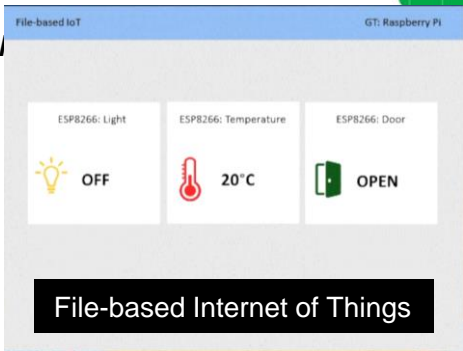 File-based IoT
GT: Raspberry Pi
ESP8266: Light
ESP8266: Temperature
ESP8266: Door
OFF
20°C
OPEN
File-based Internet of Things